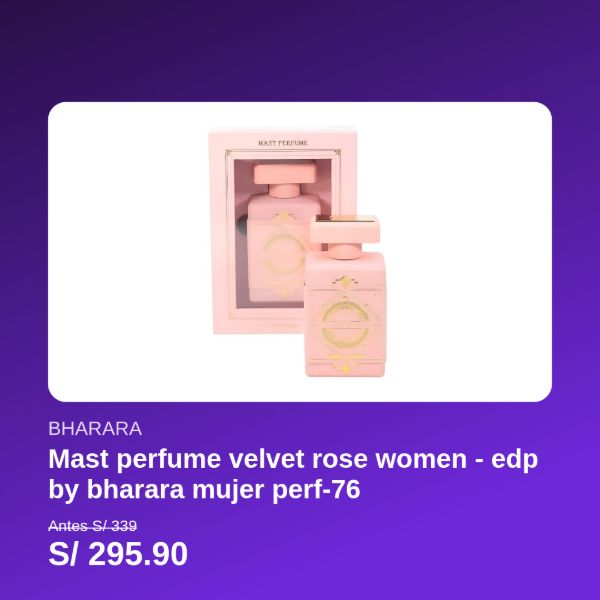 MAST PERFUME
BHARARA
Mast perfume velvet rose women - edp
by bharara mujer perf-76
Antes S/ 339
S/ 295.90